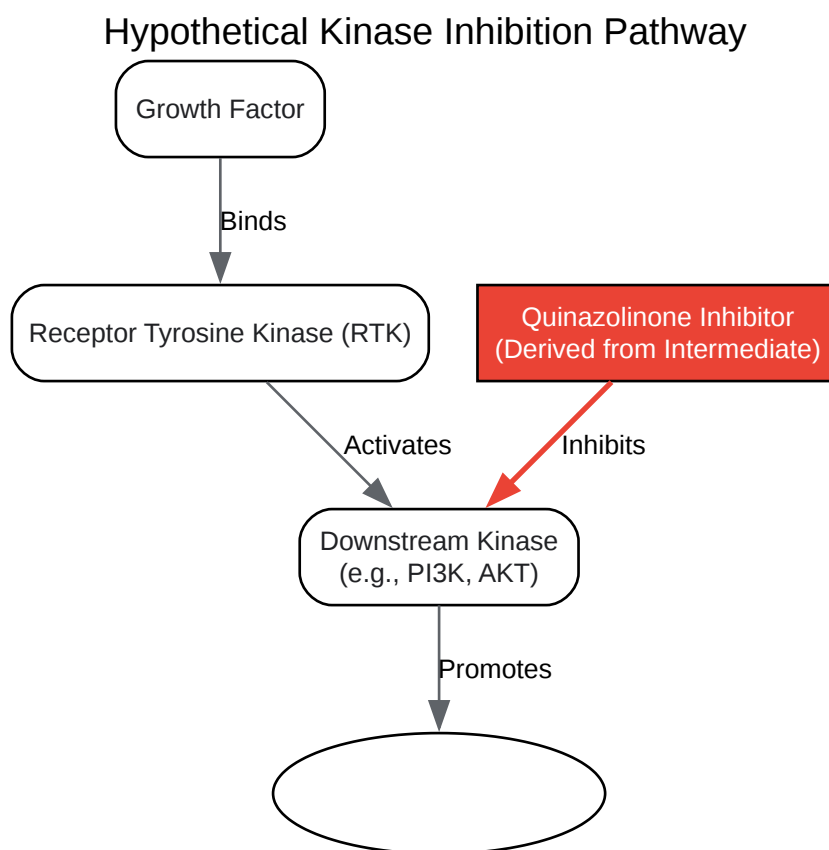 Hypothetical Kinase Inhibition Pathway
Growth Factor
Binds
Receptor Tyrosine Kinase (RTK)
Quinazolinone Inhibitor
(Derived from Intermediate)
Activates
Inhibits
Downstream Kinase
(e.g., PI3K, AKT)
Promotes